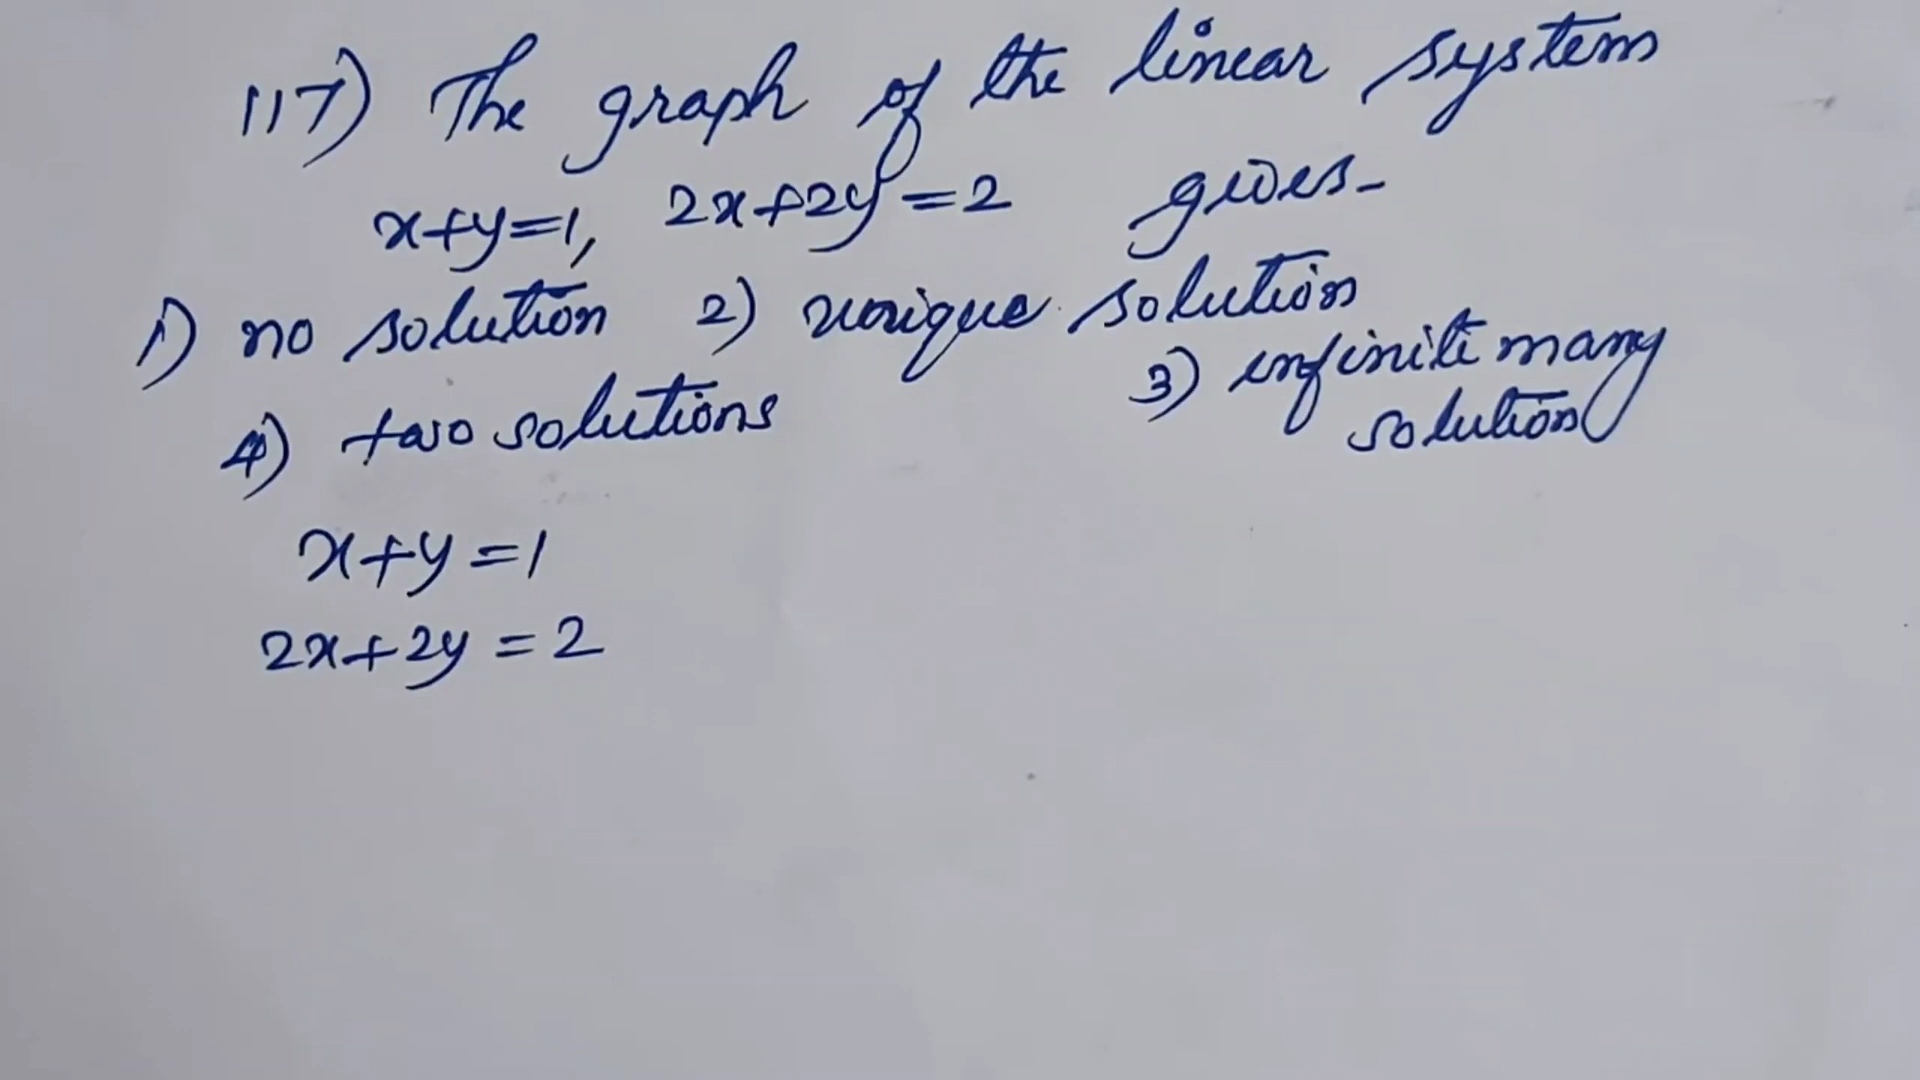 117) The graph of the linear system
x+y=1, 2x+2y=2 gives-
1) no solution 2) unique solution
3) infinite many
solution
4) two solutions
x+y=1
2x+2y=2